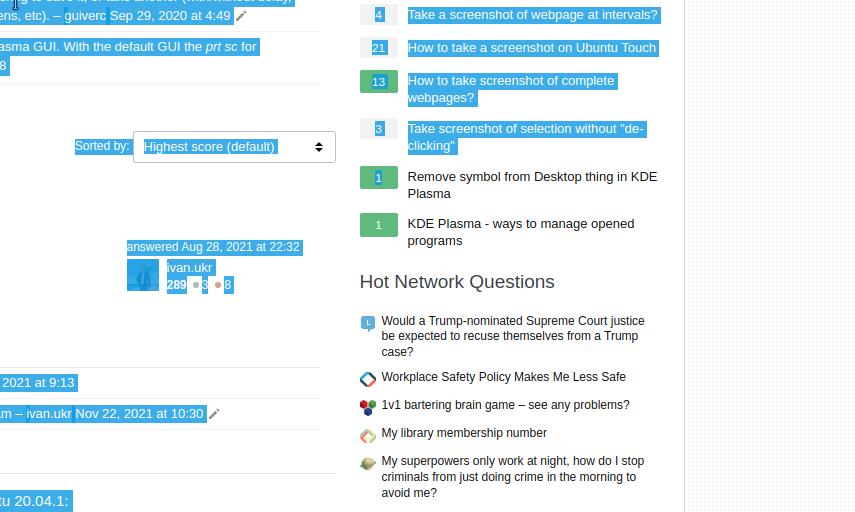 guiverc Sep 29, 2020 at 4:49
ens, etc). –
asma GUI. With the default GUI the prt sc for
8
Sorted by: Highest score (default)
answered Aug 28, 2021 at 22:32
ivan.ukr
289 3 8
2021 at 9:13
am – ivan.ukr Nov 22, 2021 at 10:30
tu 20.04.1:
4 Take a screenshot of webpage at intervals?
21 How to take a screenshot on Ubuntu Touch
13 How to take screenshot of complete
webpages?
3 Take screenshot of selection without "de-
clicking"
1 Remove symbol from Desktop thing in KDE
Plasma
1 KDE Plasma - ways to manage opened
programs
Hot Network Questions
Would a Trump-nominated Supreme Court justice
be expected to recuse themselves from a Trump
case?
Workplace Safety Policy Makes Me Less Safe
1v1 bartering brain game – see any problems?
My library membership number
My superpowers only work at night, how do I stop
criminals from just doing crime in the morning to
avoid me?